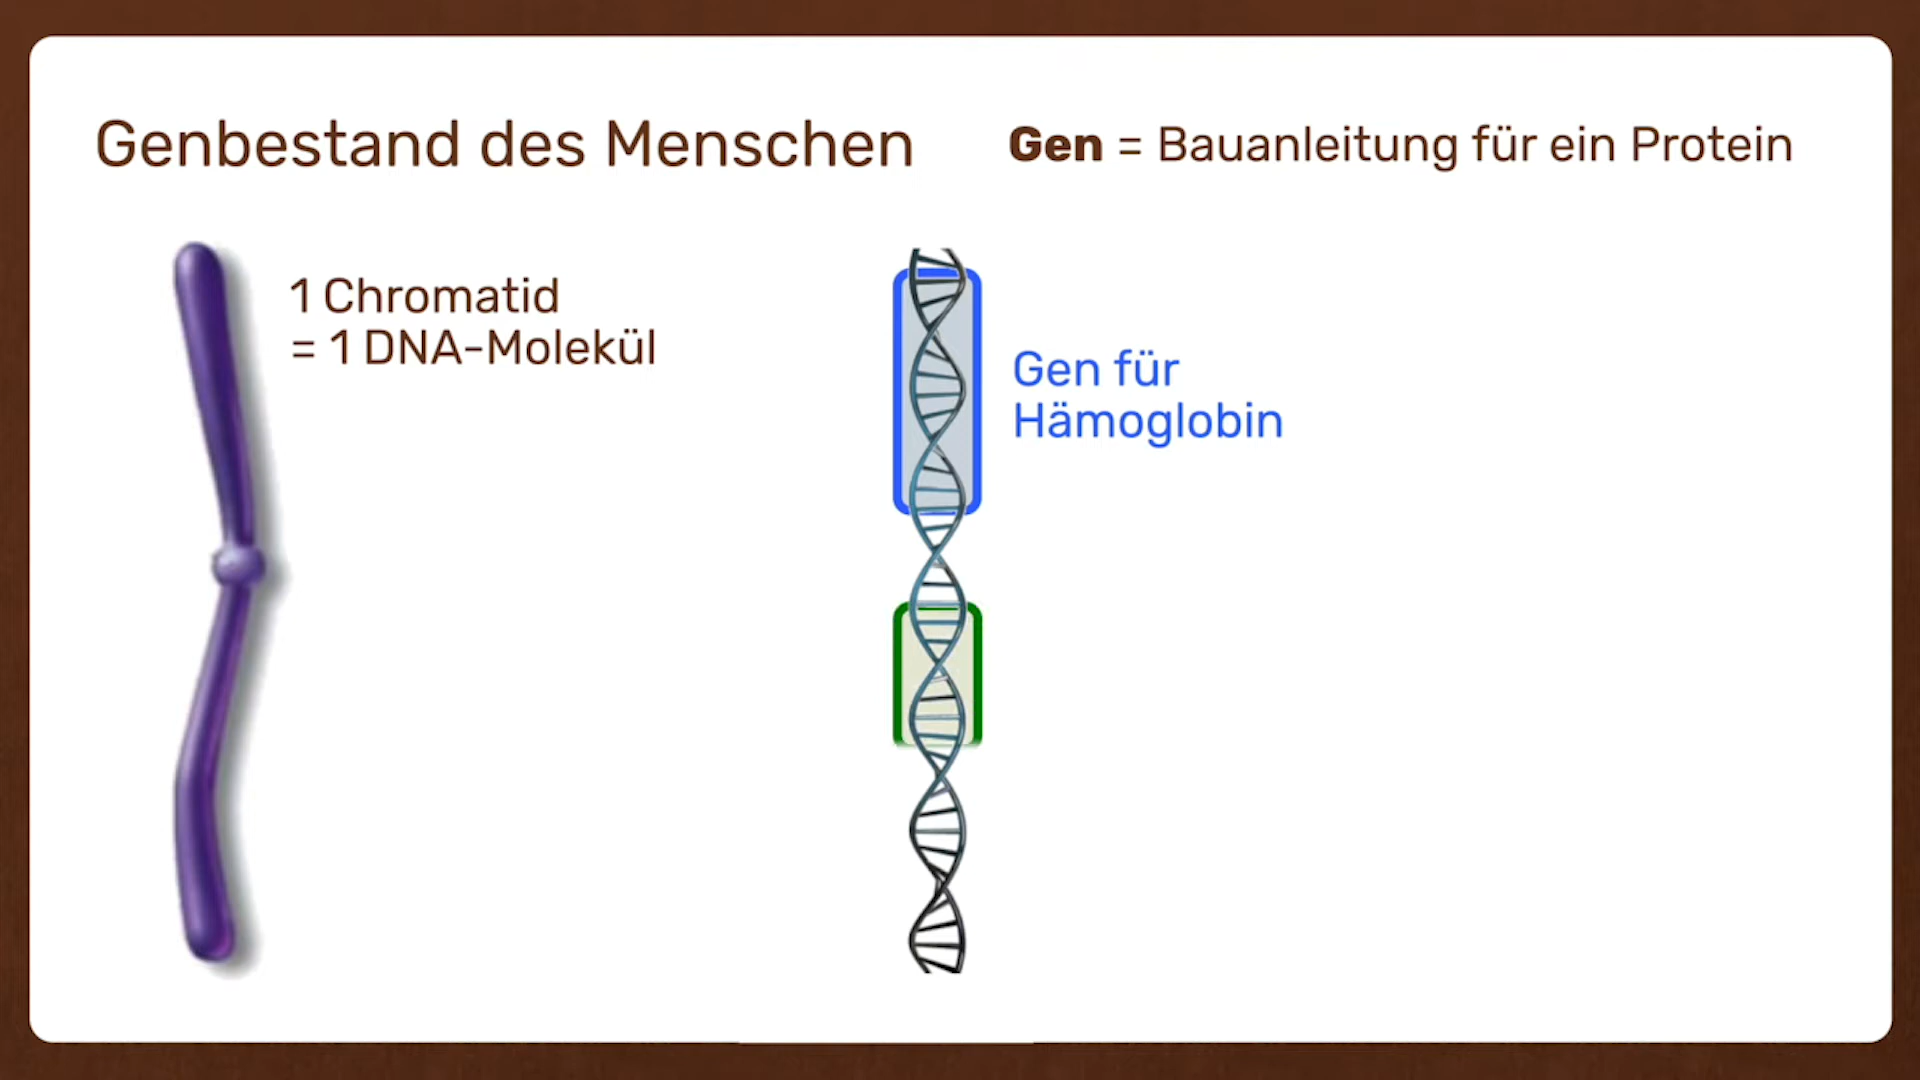 Genbestand des Menschen
Gen = Bauanleitung für ein Protein
1 Chromatid
= 1 DNA-Molekül
Gen für
Hämoglobin